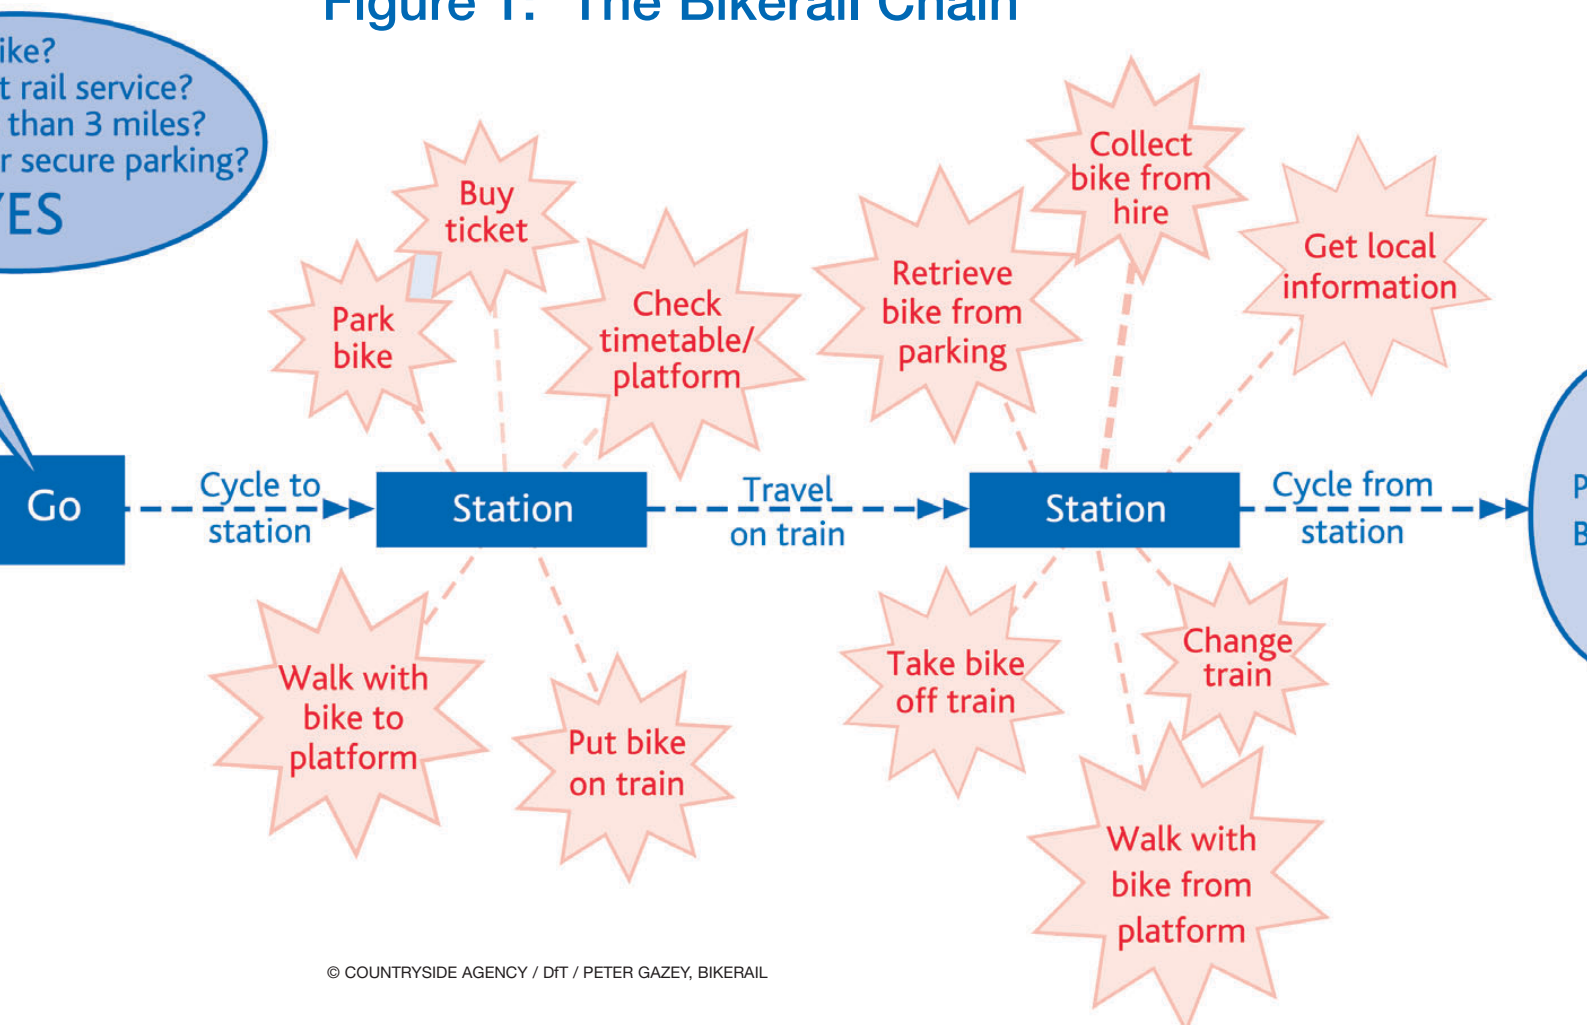 Figure 1: The Bikerail Chain
ike?
t rail service?
than 3 miles?
r secure parking?
YES
Buy
ticket
Park
bike
Check
timetable/
platform
Retrieve
bike from
parking
Collect
bike from
hire
Get local
information
Go
Cycle to
station
Station
Travel
on train
Station
Cycle from
station
P
B
Walk with
bike to
platform
Put bike
on train
Take bike
off train
Change
train
Walk with
bike from
platform
© COUNTRYSIDE AGENCY / DfT / PETER GAZEY, BIKERAIL